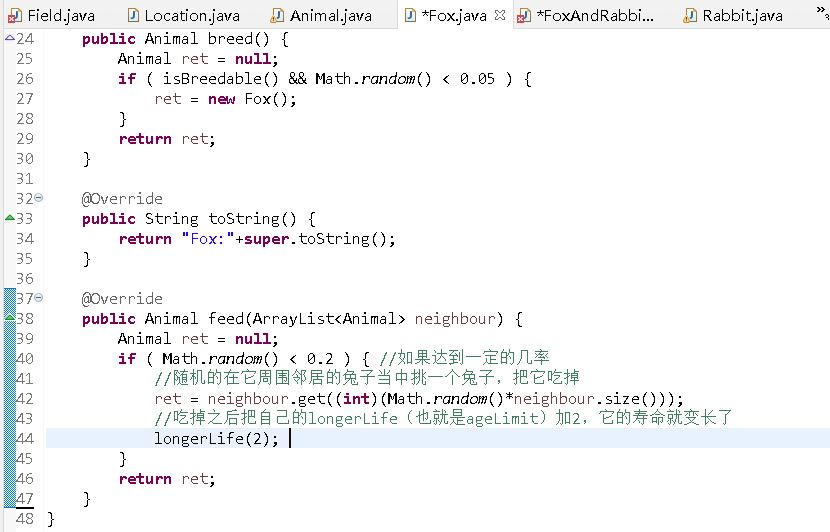 Field.java Location.java Animal.java *Fox.java *FoxAndRabbi... Rabbit.java
24 public Animal breed() {
25 Animal ret = null;
26 if ( isBreedable() && Math.random() < 0.05 ) {
27 ret = new Fox();
28 }
29 return ret;
30 }
31
32 @Override
33 public String toString() {
34 return "Fox:"+super.toString();
35 }
36
37 @Override
38 public Animal feed(ArrayList<Animal> neighbour) {
39 Animal ret = null;
40 if ( Math.random() < 0.2 ) { //如果达到一定的几率
41 //随机的在它周围邻居的兔子当中挑一个兔子，把它吃掉
42 ret = neighbour.get((int)(Math.random()*neighbour.size()));
43 //吃掉之后把自己的longerLife（也就是ageLimit）加2，它的寿命就变长了
44 longerLife(2);
45 }
46 return ret;
47 }
48 }